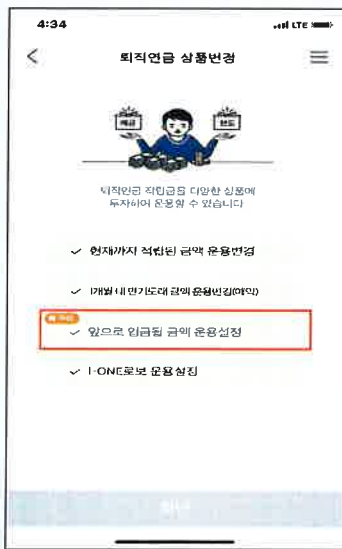 4:34
LTE
퇴직연금 상품변경
예금
펀드
퇴직연금 적립금을 다양한 상품에
투자하여 운용할 수 있습니다
현재까지 적립된 금액 운용변경
1개월 내 만기도래 금액 운용변경(예약)
앞으로 입금될 금액 운용설정
i-ONE로보 운용설정